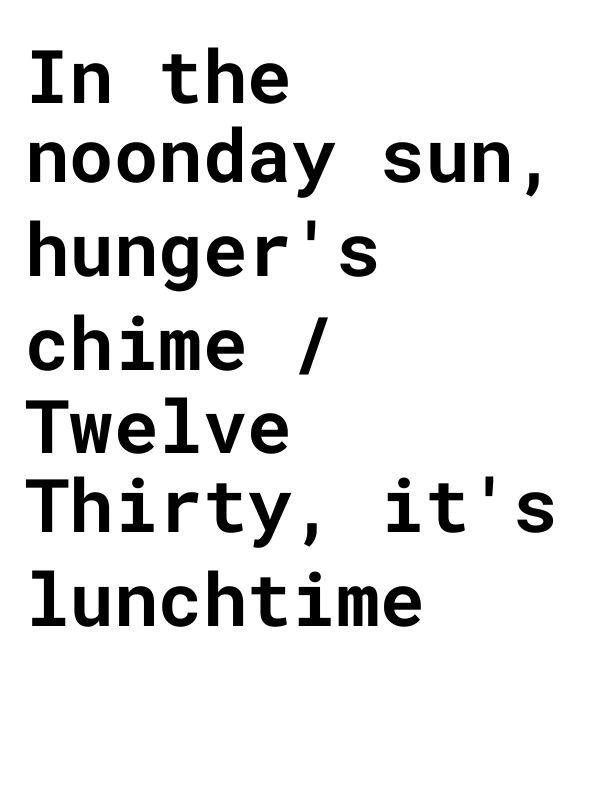 In the
noonday sun,
hunger's
chime /
Twelve
Thirty, it's
lunchtime